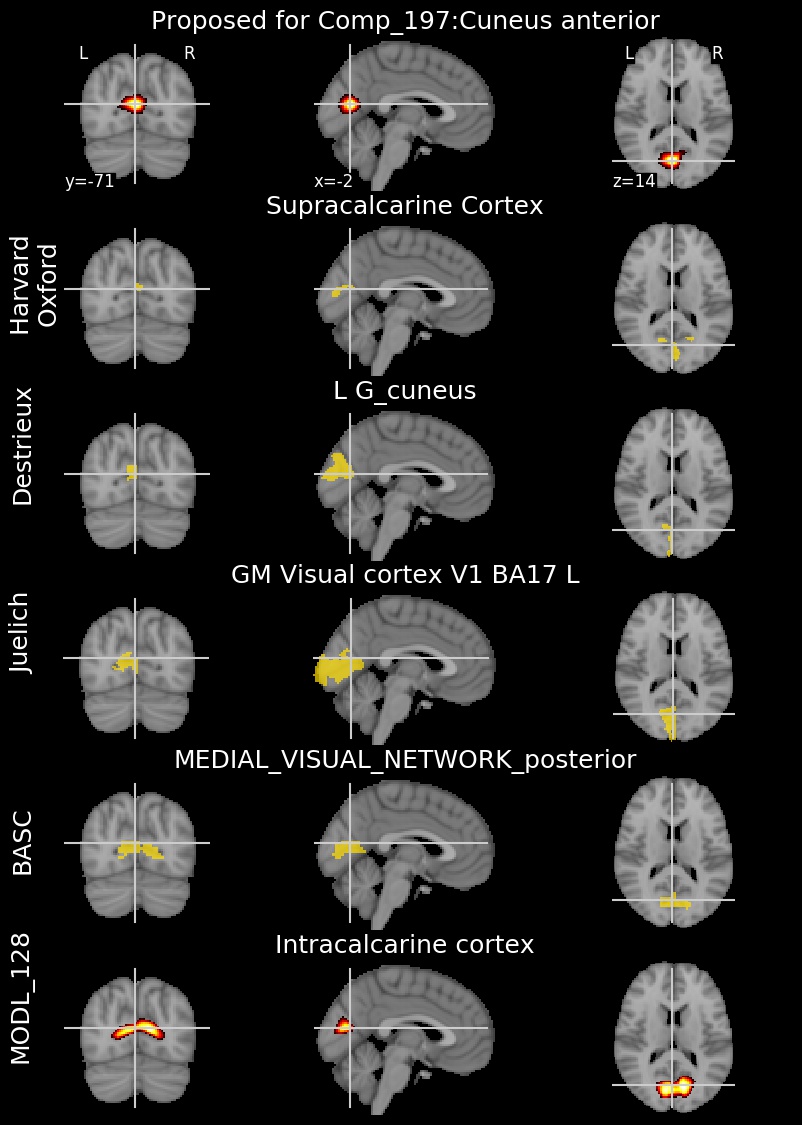 Proposed for Comp_197:Cuneus anterior
L R L R
y=-71 x=-2 z=14
Supracalcarine Cortex
Harvard
Oxford
L G_cuneus
Destrieux
GM Visual cortex V1 BA17 L
Juelich
MEDIAL_VISUAL_NETWORK_posterior
BASC
Intracalcarine cortex
MODL_128